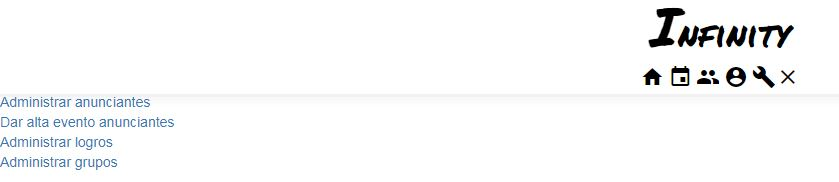 Infinity
Administrar anunciantes
Dar alta evento anunciantes
Administrar logros
Administrar grupos